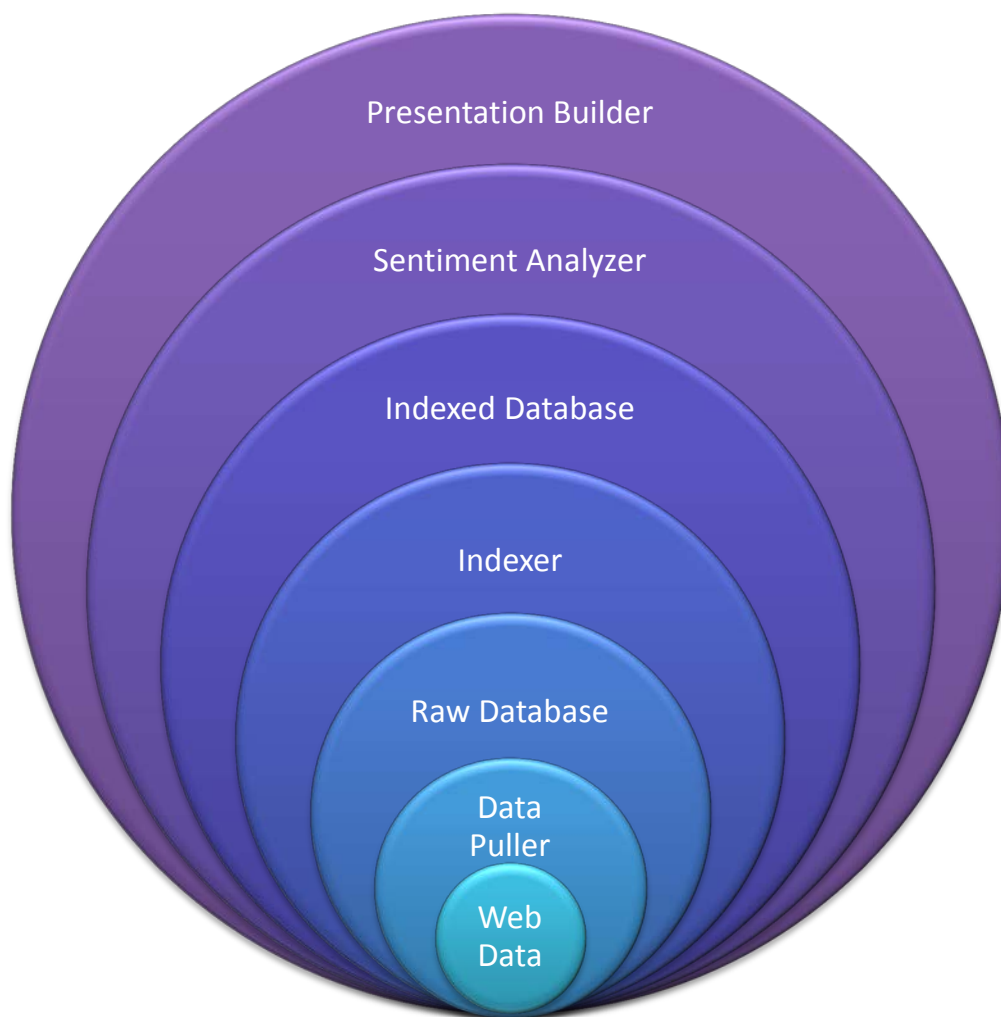 Presentation Builder
Sentiment Analyzer
Indexed Database
Indexer
Raw Database
Data
Puller
Web
Data